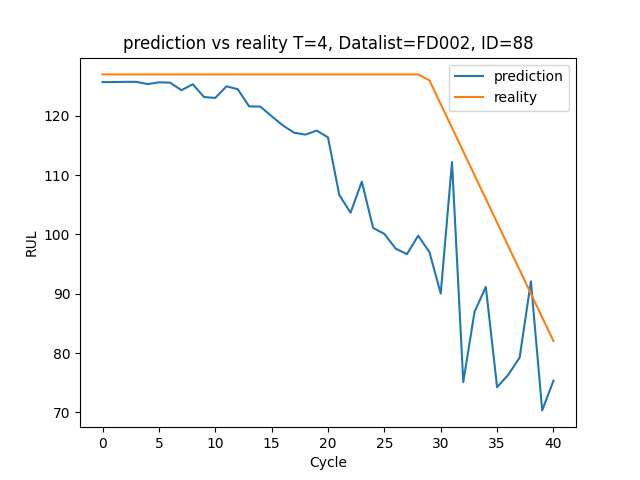 prediction vs reality T=4, Datalist=FD002, ID=88
prediction
reality
120
110
100
90
80
70
RUL
0 5 10 15 20 25 30 35 40
Cycle